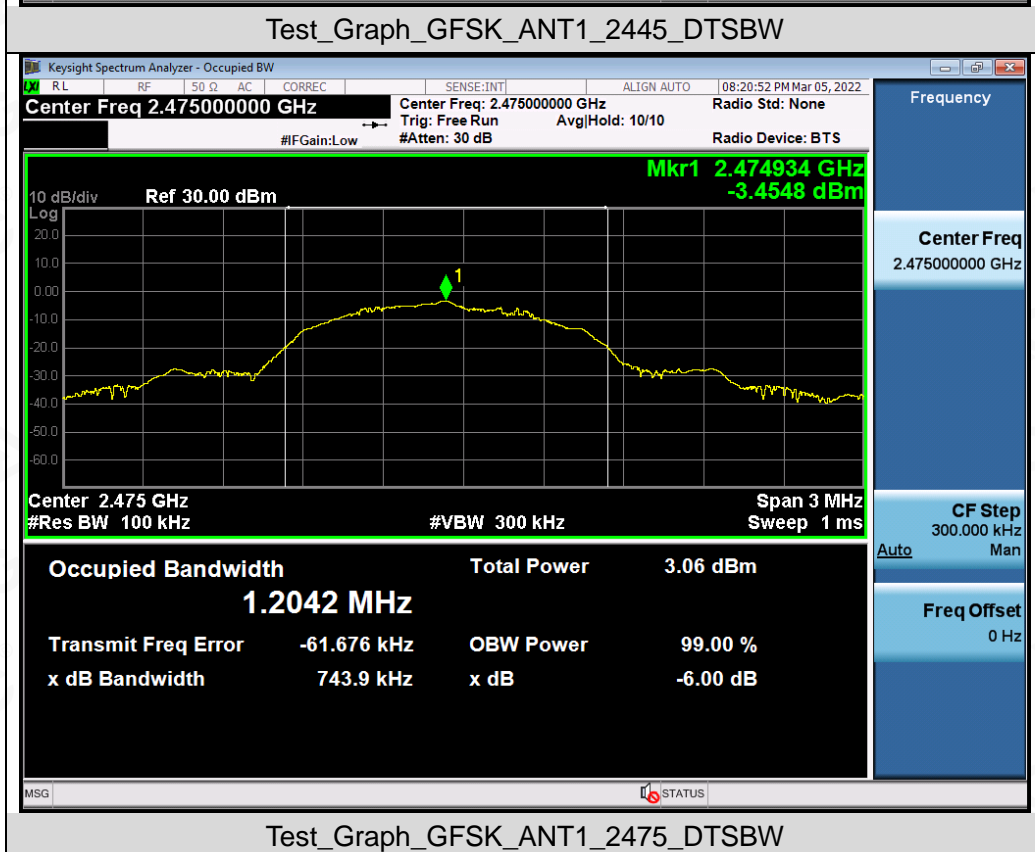 Test_Graph_GFSK_ANT1_2445_DTSBW
Keysight Spectrum Analyzer - Occupied BW
LXI RL RF 50 Ω AC CORREC SENSE:INT ALIGN AUTO 08:20:52 PM Mar 05, 2022
Center Freq 2.475000000 GHz
Center Freq: 2.475000000 GHz Radio Std: None
Trig: Free Run Avg|Hold: 10/10
#IFGain:Low #Atten: 30 dB Radio Device: BTS
Frequency
Mkr1 2.474934 GHz
-3.4548 dBm
10 dB/div Ref 30.00 dBm
Log
20.0
10.0
0.00
-10.0
-20.0
-30.0
-40.0
-50.0
-60.0
1
Center 2.475 GHz Span 3 MHz
#Res BW 100 kHz #VBW 300 kHz Sweep 1 ms
Center Freq
2.475000000 GHz
CF Step
300.000 kHz
Auto Man
Freq Offset
0 Hz
Occupied Bandwidth Total Power 3.06 dBm
1.2042 MHz
Transmit Freq Error -61.676 kHz OBW Power 99.00 %
x dB Bandwidth 743.9 kHz x dB -6.00 dB
MSG STATUS
Test_Graph_GFSK_ANT1_2475_DTSBW